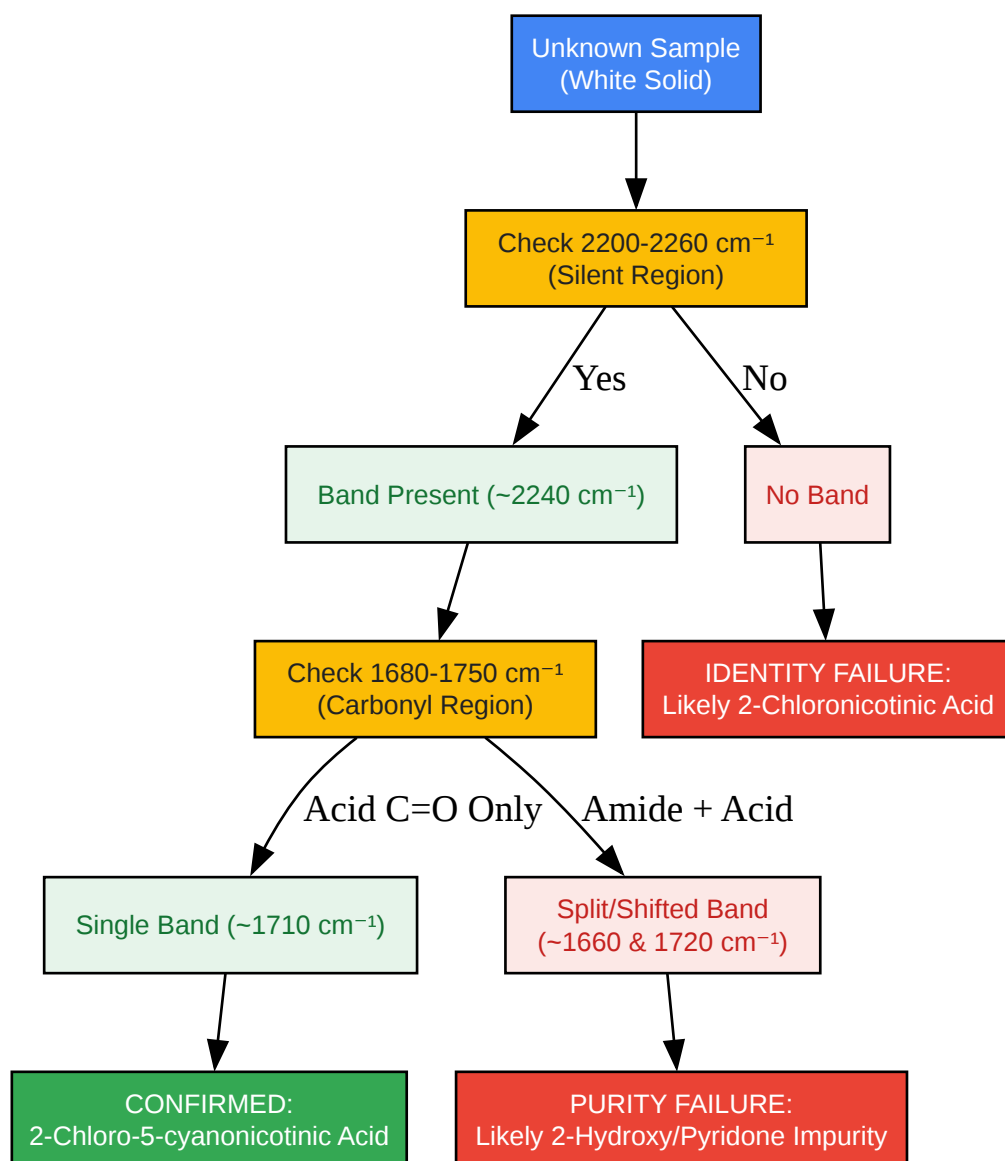 Unknown Sample
(White Solid)
Check 2200-2260 cm⁻¹
(Silent Region)
Yes
No
Band Present (~2240 cm⁻¹)
No Band
Check 1680-1750 cm⁻¹
(Carbonyl Region)
IDENTITY FAILURE:
Likely 2-Chloronicotinic Acid
Acid C=O Only
Amide + Acid
Single Band (~1710 cm⁻¹)
Split/Shifted Band
(~1660 & 1720 cm⁻¹)
CONFIRMED:
2-Chloro-5-cyanonicotinic Acid
PURITY FAILURE:
Likely 2-Hydroxy/Pyridone Impurity